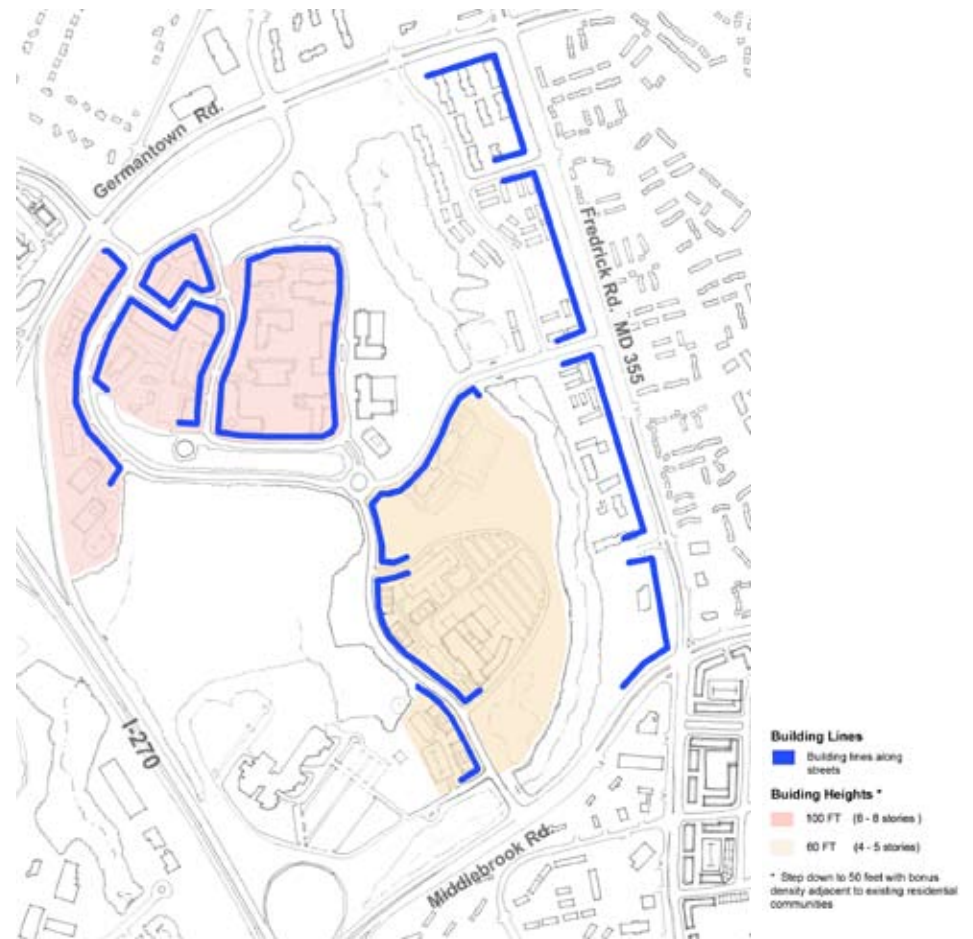 Germantown Rd.
Fredrick Rd. MD 355
I-270
Middlebrook Rd.
Building Lines
Building lines along
streets
Buiding Heights *
100 FT (6 - 8 stories )
60 FT (4 - 5 stories)
* Step down to 50 feet with bonus
density adjacent to existing residential
communities